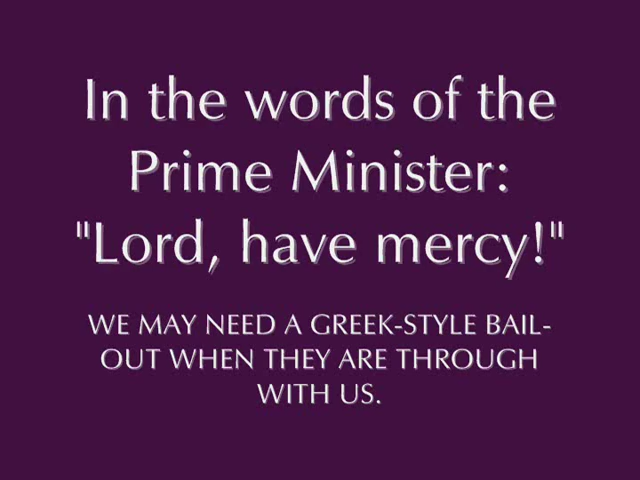 In the words of the
Prime Minister:
"Lord, have mercy!"
WE MAY NEED A GREEK-STYLE BAIL-
OUT WHEN THEY ARE THROUGH
WITH US.